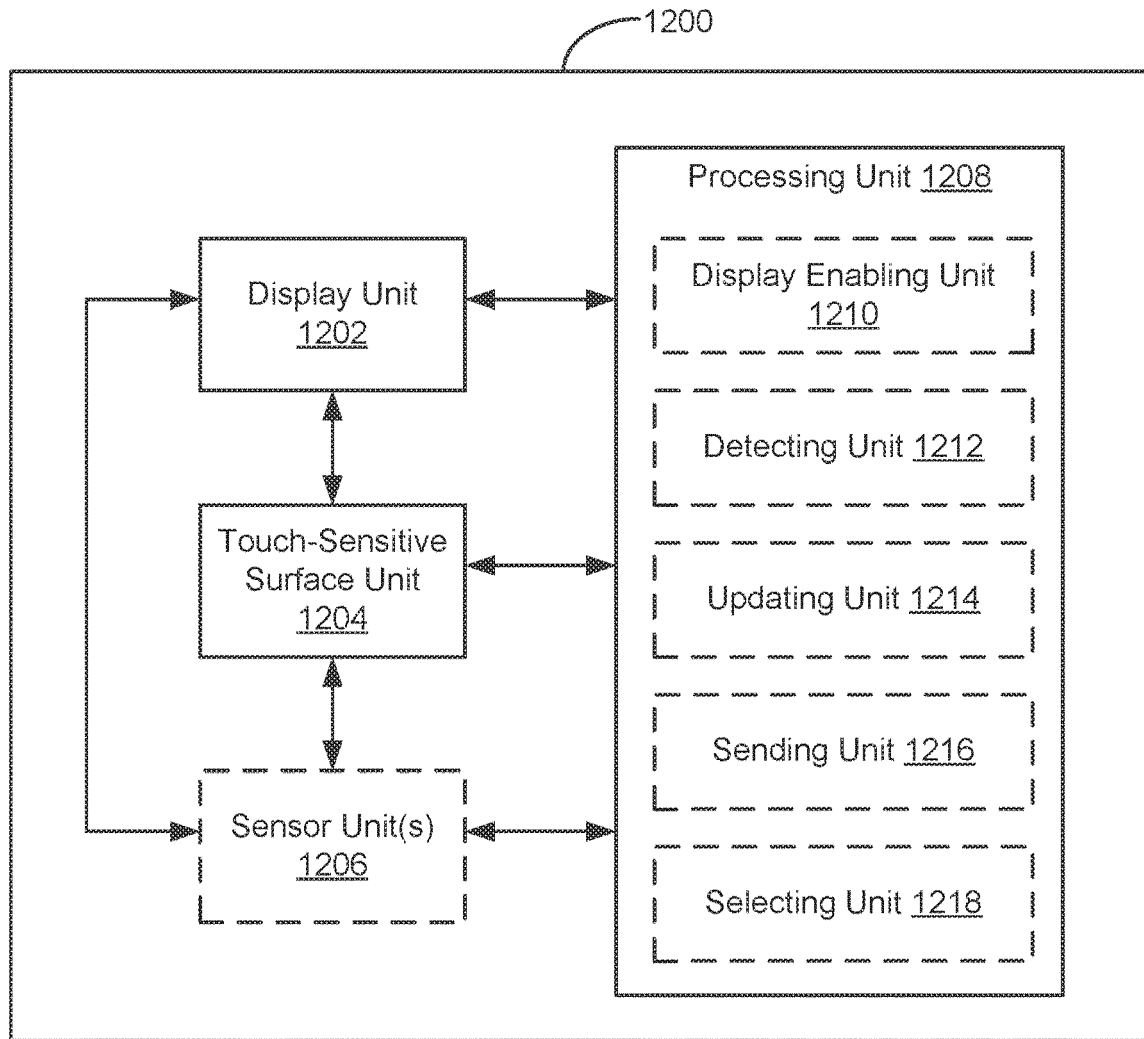 1200
Processing Unit 1208
Display Enabling Unit
1210
Display Unit
1202
Detecting Unit 1212
Touch-Sensitive
Surface Unit
1204
Updating Unit 1214
Sending Unit 1216
Sensor Unit(s)
1206
Selecting Unit 1218